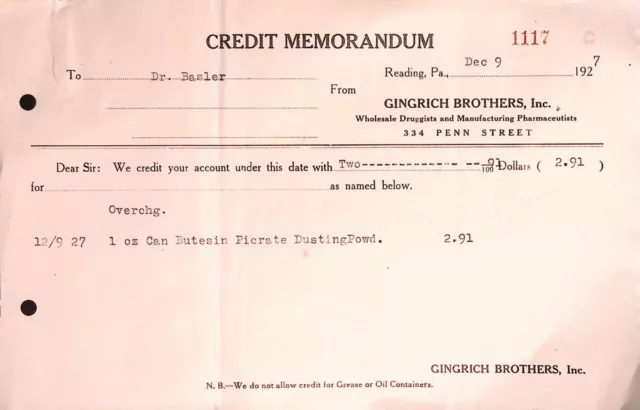 CREDIT MEMORANDUM 1117 C
To Dr. Basler
Reading, Pa., Dec 9 1927
From
GINGRICH BROTHERS, Inc.
Wholesale Druggists and Manufacturing Pharmaceutists
334 PENN STREET
Dear Sir: We credit your account under this date with Two------------- --91/100 Dollars ( 2.91 )
for as named below.
Overchg.
12/9 27 1 oz Can Butesin Picrate DustingPowd. 2.91
GINGRICH BROTHERS, Inc.
N. B.—We do not allow credit for Grease or Oil Containers.